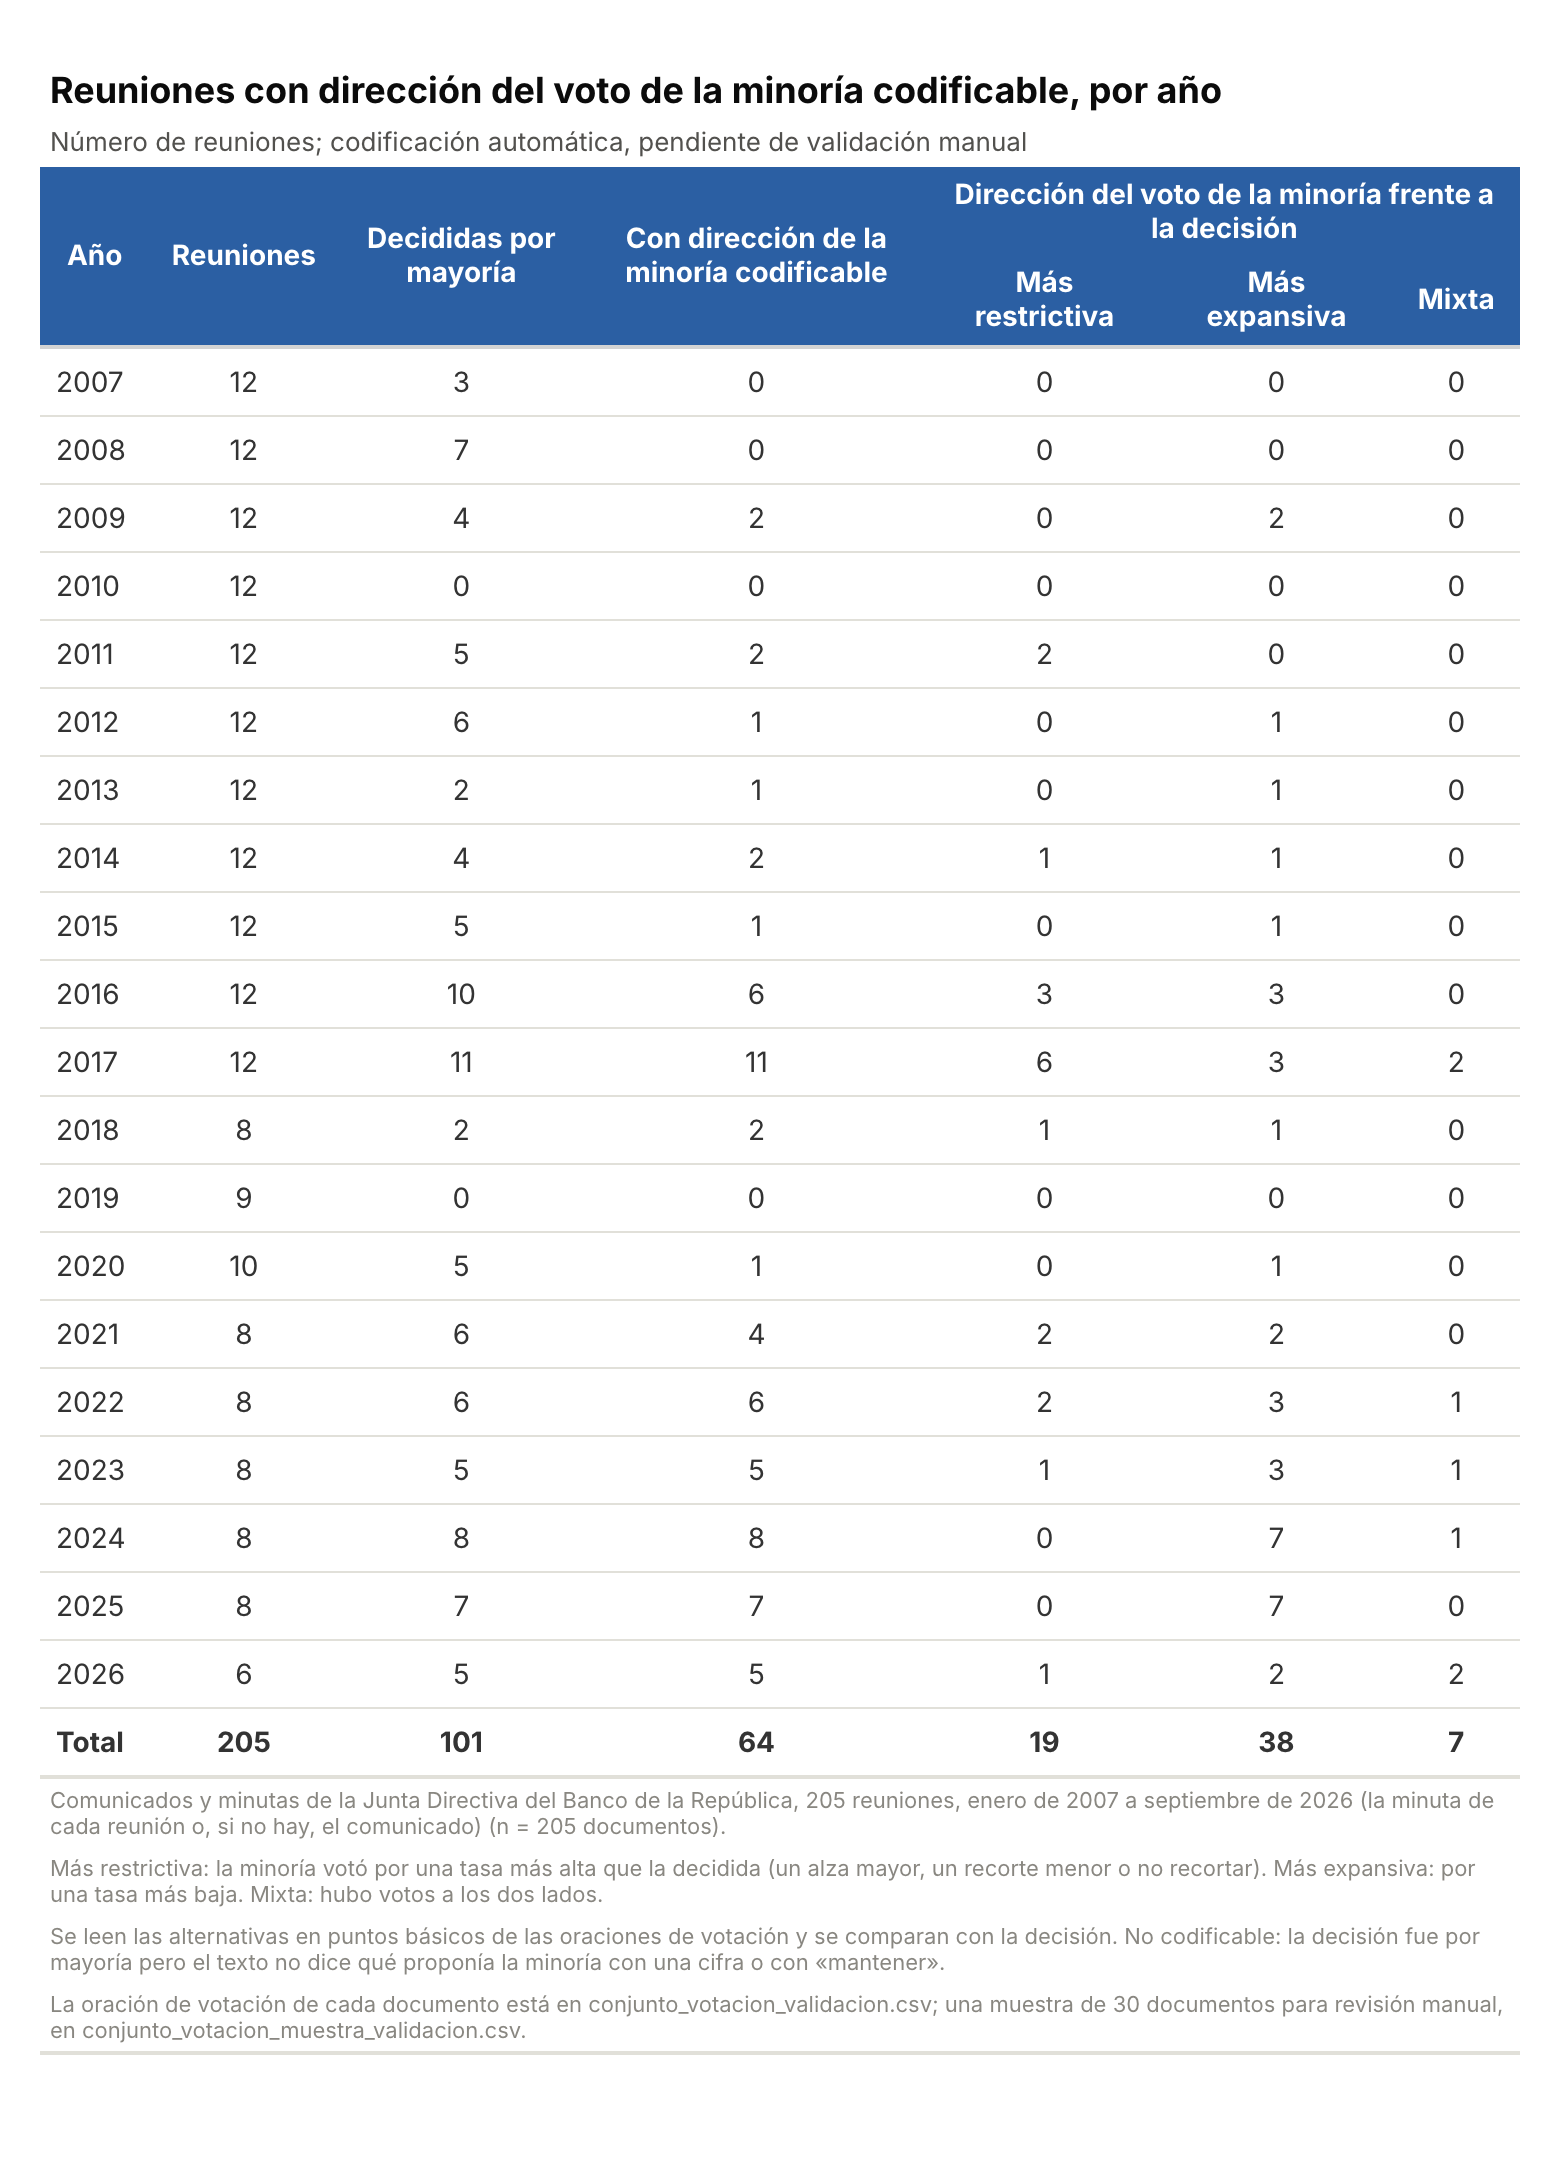 Reuniones con dirección del voto de la minoría codificable, por año
Número de reuniones; codificación automática, pendiente de validación manual
Año Reuniones Decididas por mayoría Con dirección de la minoría codificable Dirección del voto de la minoría frente a la decisión
Más restrictiva Más expansiva Mixta
2007 12 3 0 0 0 0
2008 12 7 0 0 0 0
2009 12 4 2 0 2 0
2010 12 0 0 0 0 0
2011 12 5 2 2 0 0
2012 12 6 1 0 1 0
2013 12 2 1 0 1 0
2014 12 4 2 1 1 0
2015 12 5 1 0 1 0
2016 12 10 6 3 3 0
2017 12 11 11 6 3 2
2018 8 2 2 1 1 0
2019 9 0 0 0 0 0
2020 10 5 1 0 1 0
2021 8 6 4 2 2 0
2022 8 6 6 2 3 1
2023 8 5 5 1 3 1
2024 8 8 8 0 7 1
2025 8 7 7 0 7 0
2026 6 5 5 1 2 2
Total 205 101 64 19 38 7
Comunicados y minutas de la Junta Directiva del Banco de la República, 205 reuniones, enero de 2007 a septiembre de 2026 (la minuta de
cada reunión o, si no hay, el comunicado) (n = 205 documentos).
Más restrictiva: la minoría votó por una tasa más alta que la decidida (un alza mayor, un recorte menor o no recortar). Más expansiva: por
una tasa más baja. Mixta: hubo votos a los dos lados.
Se leen las alternativas en puntos básicos de las oraciones de votación y se comparan con la decisión. No codificable: la decisión fue por
mayoría pero el texto no dice qué proponía la minoría con una cifra o con «mantener».
La oración de votación de cada documento está en conjunto_votacion_validacion.csv; una muestra de 30 documentos para revisión manual,
en conjunto_votacion_muestra_validacion.csv.